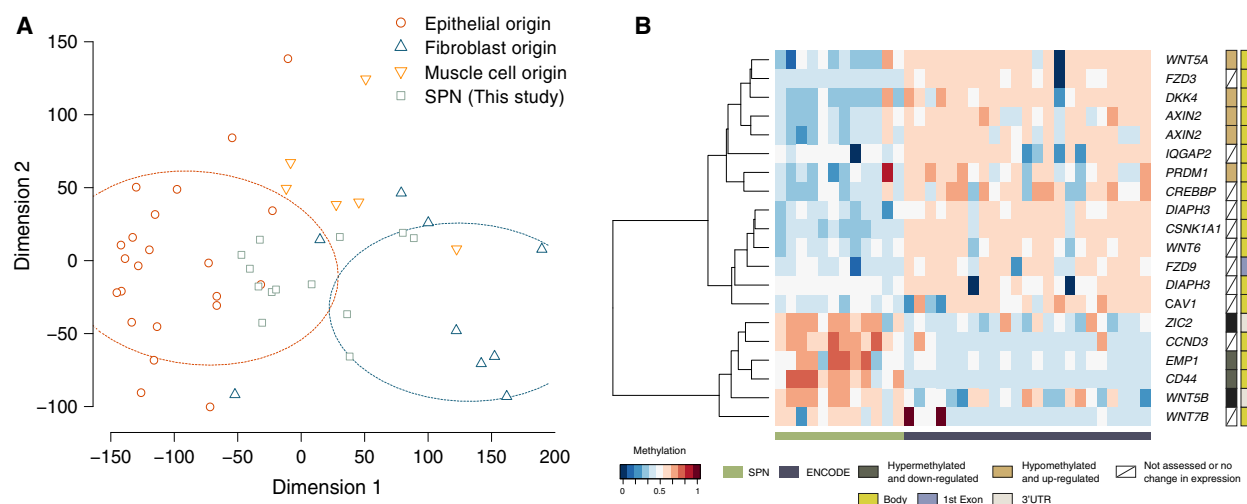 A
Epithelial origin
Fibroblast origin
Muscle cell origin
SPN (This study)
150
100
50
0
−50
−100
Dimension 2
−150
−100
−50
0
50
100
150
200
Dimension 1
B
WNT5A
FZD3
DKK4
AXIN2
AXIN2
IQGAP2
PRDM1
CREBBP
DIAPH3
CSNK1A1
WNT6
FZD9
DIAPH3
CAV1
ZIC2
CCND3
EMP1
CD44
WNT5B
WNT7B
Methylation
0 0.5 1
SPN
ENCODE
Hypermethylated
and down-regulated
Hypomethylated
and up-regulated
Not assessed or no
change in expression
Body
1st Exon
3'UTR